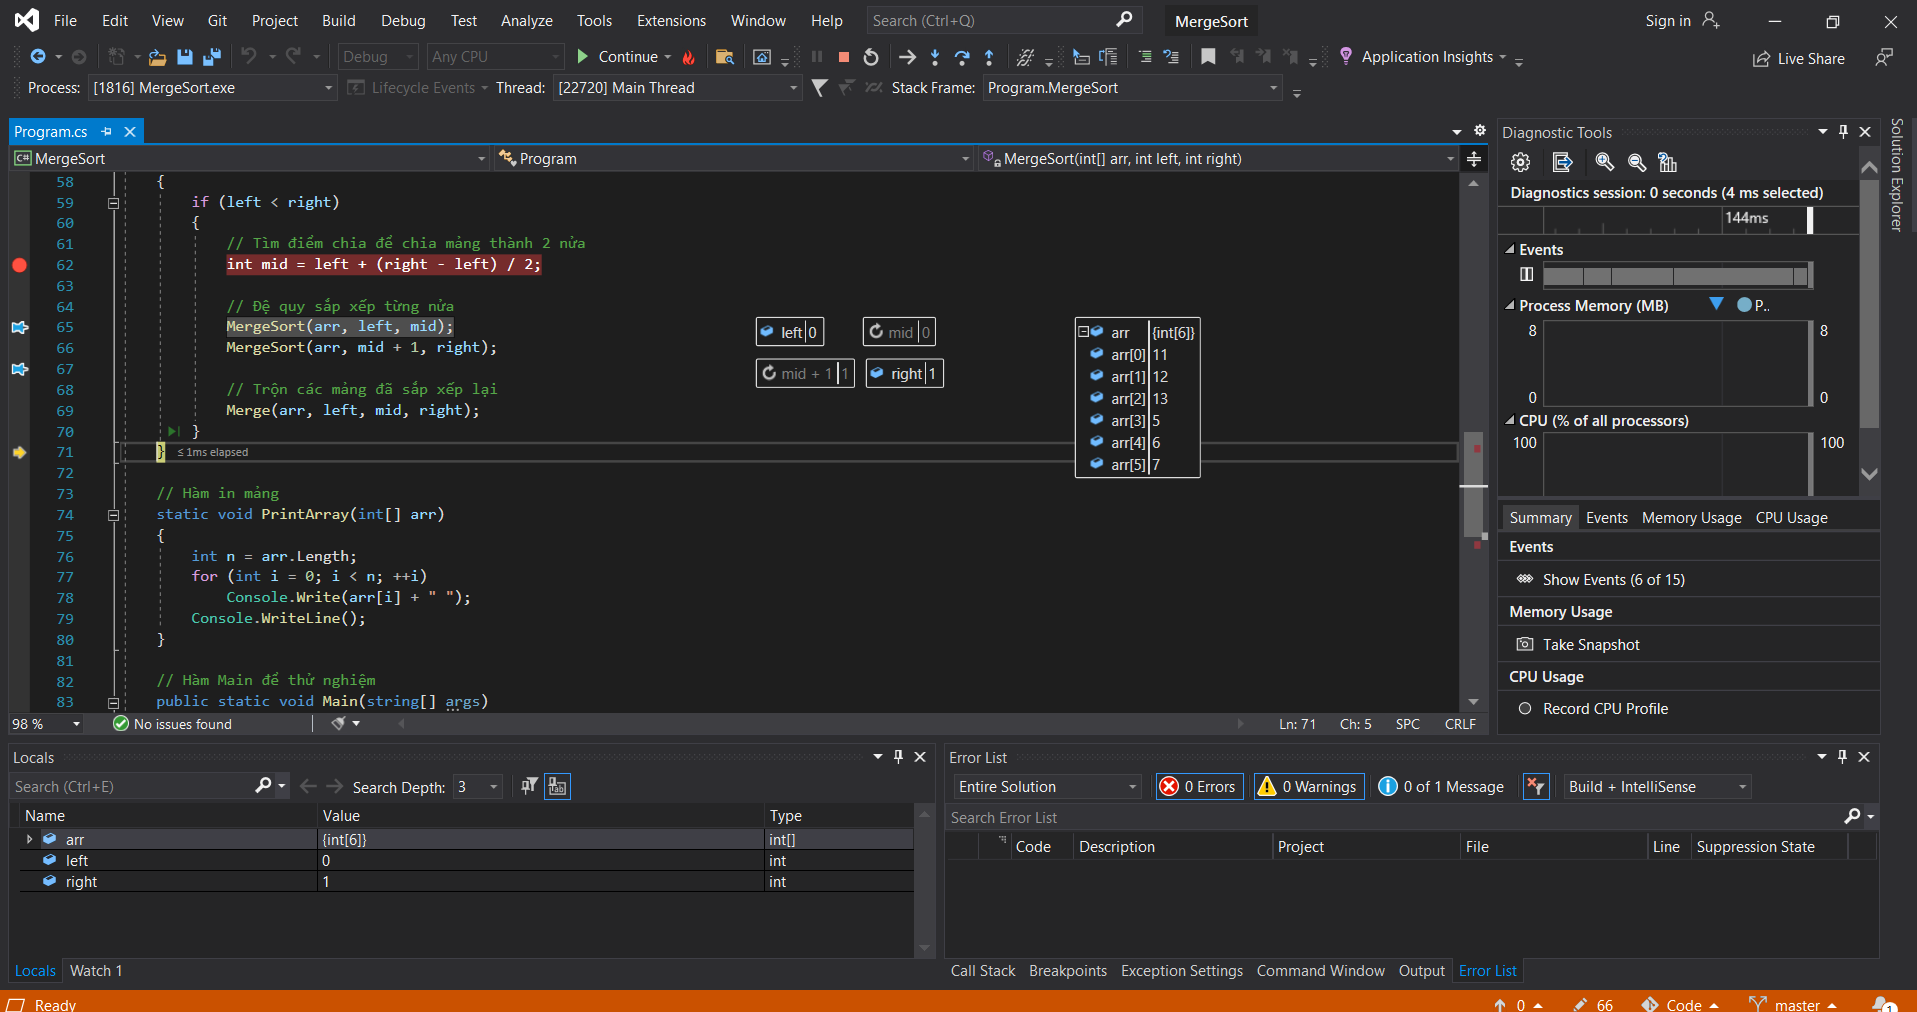 File Edit View Git Project Build Debug Test Analyze Tools Extensions Window Help Search (Ctrl+Q) MergeSort Sign in
Debug Any CPU Continue Application Insights Live Share
Process: [1816] MergeSort.exe Lifecycle Events Thread: [22720] Main Thread Stack Frame: Program.MergeSort
Program.cs
C# MergeSort Program MergeSort(int[] arr, int left, int right)
58 {
59 if (left < right)
60 {
61 // Tìm điểm chia để chia mảng thành 2 nửa
62 int mid = left + (right - left) / 2;
63
64 // Đệ quy sắp xếp từng nửa
65 MergeSort(arr, left, mid);
66 MergeSort(arr, mid + 1, right);
67
68 // Trộn các mảng đã sắp xếp lại
69 Merge(arr, left, mid, right);
70 }
71 } ≤ 1ms elapsed
72
73 // Hàm in mảng
74 static void PrintArray(int[] arr)
75 {
76 int n = arr.Length;
77 for (int i = 0; i < n; ++i)
78 Console.Write(arr[i] + " ");
79 Console.WriteLine();
80 }
81
82 // Hàm Main để thử nghiệm
83 public static void Main(string[] args)
left 0
mid 0
mid + 1 1
right 1
arr {int[6]}
arr[0] 11
arr[1] 12
arr[2] 13
arr[3] 5
arr[4] 6
arr[5] 7
98 % No issues found Ln: 71 Ch: 5 SPC CRLF
Diagnostic Tools
Diagnostics session: 0 seconds (4 ms selected)
144ms
Events
Process Memory (MB) P..
8 8
0 0
CPU (% of all processors)
100 100
Summary Events Memory Usage CPU Usage
Events
Show Events (6 of 15)
Memory Usage
Take Snapshot
CPU Usage
Record CPU Profile
Solution Explorer
Locals
Search (Ctrl+E) Search Depth: 3
Name Value Type
arr {int[6]} int[]
left 0 int
right 1 int
Locals Watch 1
Error List
Entire Solution 0 Errors 0 Warnings 0 of 1 Message Build + IntelliSense
Search Error List
Code Description Project File Line Suppression State
Call Stack Breakpoints Exception Settings Command Window Output Error List
Ready 0 66 Code master 1